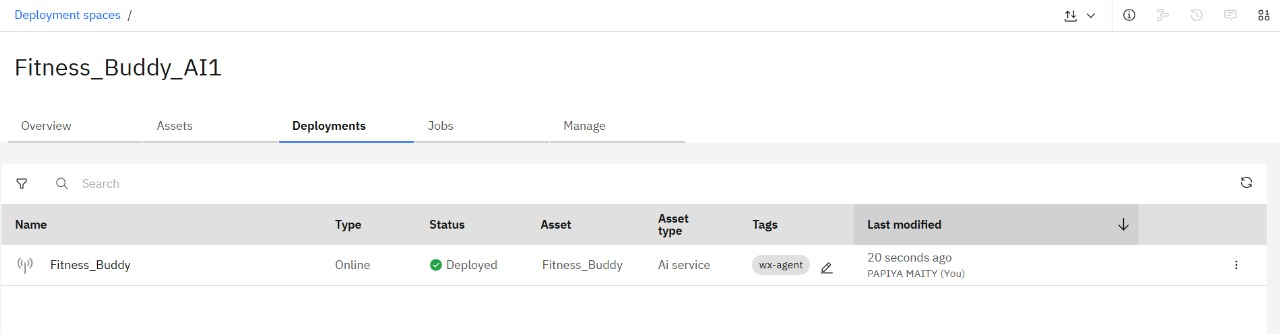 Deployment spaces /
Fitness_Buddy_AI1
Overview Assets Deployments Jobs Manage
Search
Name Type Status Asset Asset type Tags Last modified
Fitness_Buddy Online Deployed Fitness_Buddy Ai service wx-agent 20 seconds ago
PAPIYA MAITY (You)